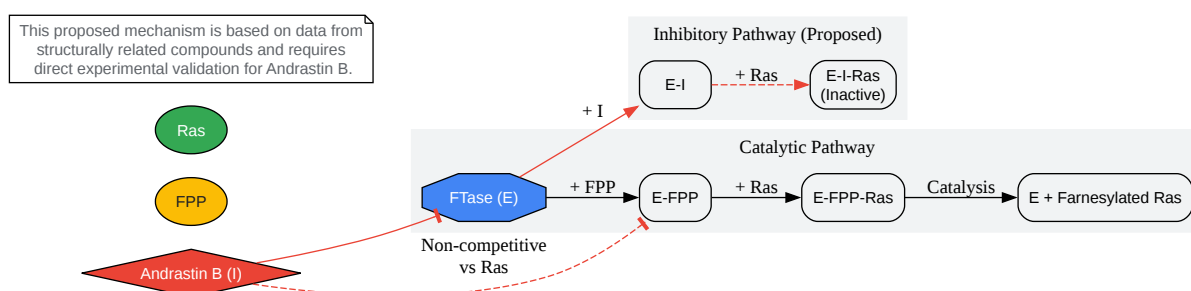 This proposed mechanism is based on data from
structurally related compounds and requires
direct experimental validation for Andrastin B.
Inhibitory Pathway (Proposed)
E-I
+ Ras
E-I-Ras
(Inactive)
+ I
Ras
Catalytic Pathway
FPP
FTase (E)
+ FPP
E-FPP
+ Ras
E-FPP-Ras
Catalysis
E + Farnesylated Ras
Non-competitive
vs Ras
Andrastin B (I)